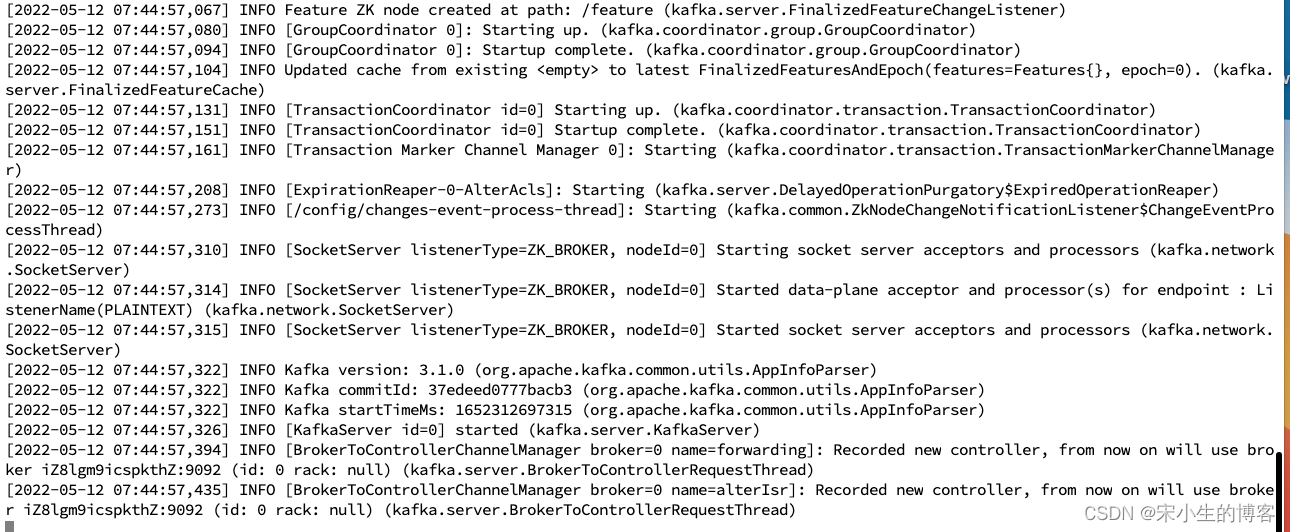 [2022-05-12 07:44:57,067] INFO Feature ZK node created at path: /feature (kafka.server.FinalizedFeatureChangeListener)
[2022-05-12 07:44:57,080] INFO [GroupCoordinator 0]: Starting up. (kafka.coordinator.group.GroupCoordinator)
[2022-05-12 07:44:57,094] INFO [GroupCoordinator 0]: Startup complete. (kafka.coordinator.group.GroupCoordinator)
[2022-05-12 07:44:57,104] INFO Updated cache from existing <empty> to latest FinalizedFeaturesAndEpoch(features=Features{}, epoch=0). (kafka.
server.FinalizedFeatureCache)
[2022-05-12 07:44:57,131] INFO [TransactionCoordinator id=0] Starting up. (kafka.coordinator.transaction.TransactionCoordinator)
[2022-05-12 07:44:57,151] INFO [TransactionCoordinator id=0] Startup complete. (kafka.coordinator.transaction.TransactionCoordinator)
[2022-05-12 07:44:57,161] INFO [Transaction Marker Channel Manager 0]: Starting (kafka.coordinator.transaction.TransactionMarkerChannelManage
r)
[2022-05-12 07:44:57,208] INFO [ExpirationReaper-0-AlterAcls]: Starting (kafka.server.DelayedOperationPurgatory$ExpiredOperationReaper)
[2022-05-12 07:44:57,273] INFO [/config/changes-event-process-thread]: Starting (kafka.common.ZkNodeChangeNotificationListener$ChangeEventPro
cessThread)
[2022-05-12 07:44:57,310] INFO [SocketServer listenerType=ZK_BROKER, nodeId=0] Starting socket server acceptors and processors (kafka.network
.SocketServer)
[2022-05-12 07:44:57,314] INFO [SocketServer listenerType=ZK_BROKER, nodeId=0] Started data-plane acceptor and processor(s) for endpoint : Li
stenerName(PLAINTEXT) (kafka.network.SocketServer)
[2022-05-12 07:44:57,315] INFO [SocketServer listenerType=ZK_BROKER, nodeId=0] Started socket server acceptors and processors (kafka.network.
SocketServer)
[2022-05-12 07:44:57,322] INFO Kafka version: 3.1.0 (org.apache.kafka.common.utils.AppInfoParser)
[2022-05-12 07:44:57,322] INFO Kafka commitId: 37edeed0777bacb3 (org.apache.kafka.common.utils.AppInfoParser)
[2022-05-12 07:44:57,322] INFO Kafka startTimeMs: 1652312697315 (org.apache.kafka.common.utils.AppInfoParser)
[2022-05-12 07:44:57,326] INFO [KafkaServer id=0] started (kafka.server.KafkaServer)
[2022-05-12 07:44:57,394] INFO [BrokerToControllerChannelManager broker=0 name=forwarding]: Recorded new controller, from now on will use bro
ker iZ8lgm9icspkthZ:9092 (id: 0 rack: null) (kafka.server.BrokerToControllerRequestThread)
[2022-05-12 07:44:57,435] INFO [BrokerToControllerChannelManager broker=0 name=alterIsr]: Recorded new controller, from now on will use broke
r iZ8lgm9icspkthZ:9092 (id: 0 rack: null) (kafka.server.BrokerToControllerRequestThread)
CSDN @宋小生的博客